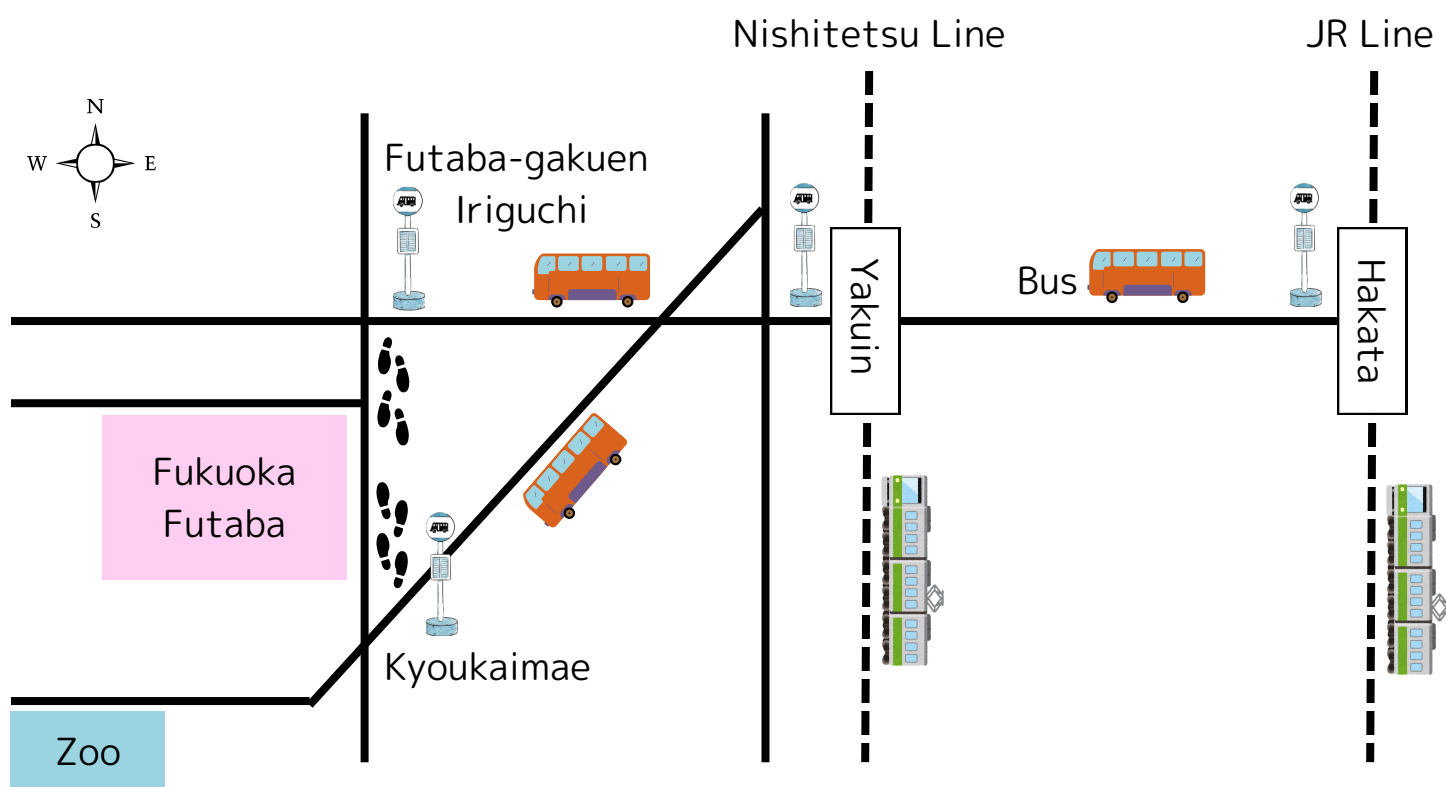 Nishitetsu Line
JR Line
N
W
E
S
Futaba-gakuen
Iriguchi
Bus
Yakuin
Hakata
Fukuoka
Futaba
Kyoukaimae
Zoo